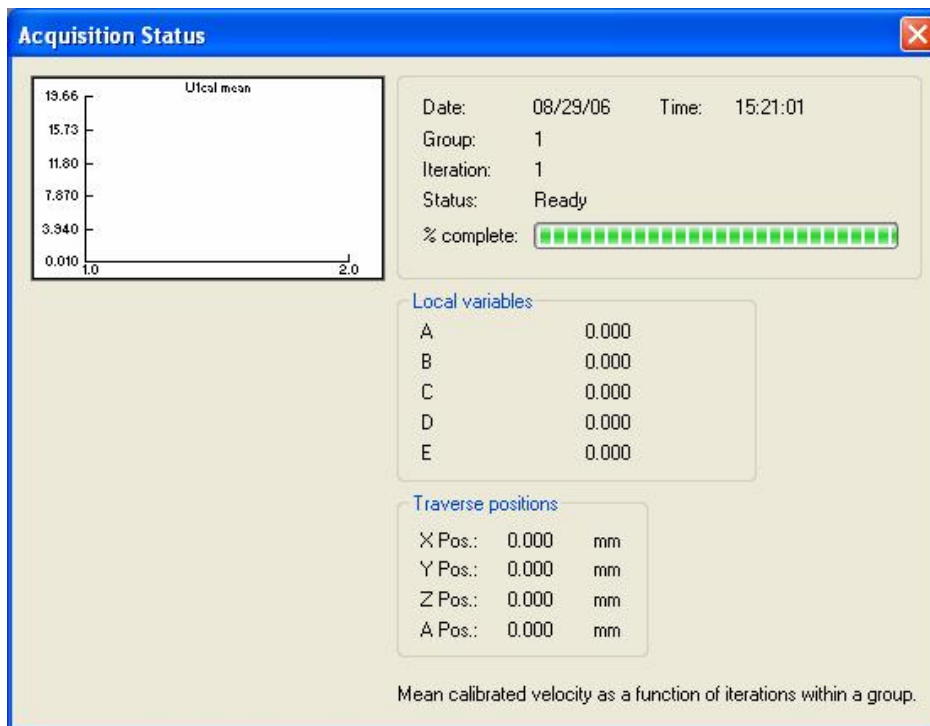 Acquisition Status
U1cal mean
19.66
15.73
11.80
7.870
3.940
0.010
1.0 2.0
Date: 08/29/06 Time: 15:21:01
Group: 1
Iteration: 1
Status: Ready
% complete:
Local variables
A 0.000
B 0.000
C 0.000
D 0.000
E 0.000
Traverse positions
X Pos.: 0.000 mm
Y Pos.: 0.000 mm
Z Pos.: 0.000 mm
A Pos.: 0.000 mm
Mean calibrated velocity as a function of iterations within a group.